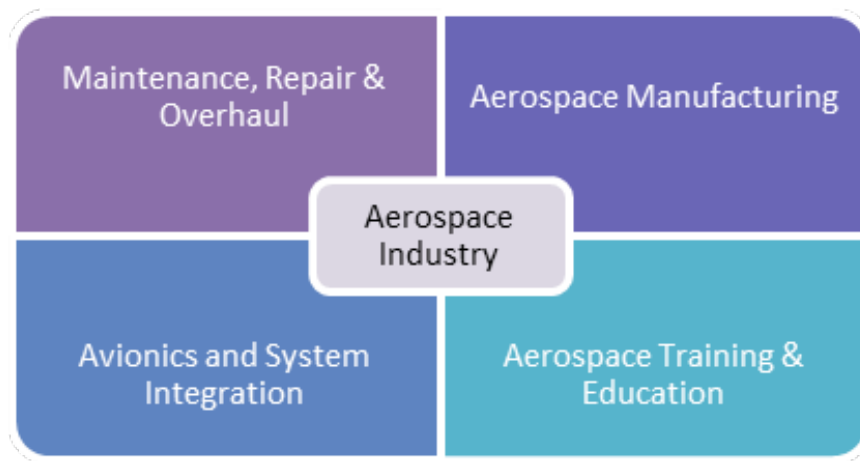 Maintenance, Repair &
Overhaul
Aerospace Manufacturing
Aerospace
Industry
Avionics and System
Integration
Aerospace Training &
Education